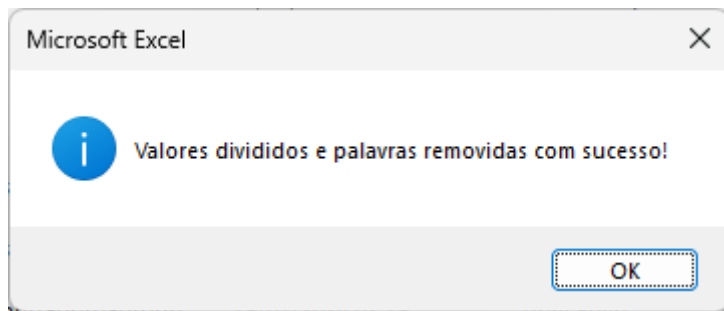 Microsoft Excel
Valores divididos e palavras removidas com sucesso!
OK